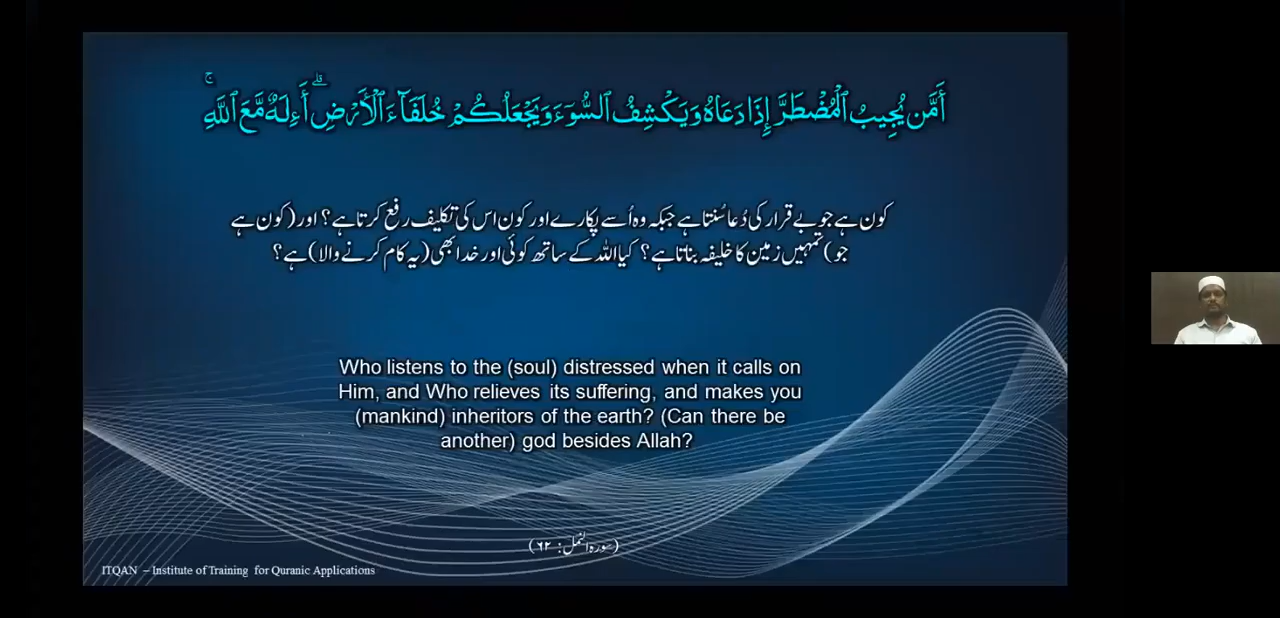 أَمَّن يُجِيبُ ٱلْمُضْطَرَّ إِذَا دَعَاهُ وَيَكْشِفُ ٱلسُّوٓءَ وَيَجْعَلُكُمْ خُلَفَآءَ ٱلْأَرْضِ ۗ أَءِلَٰهٌ مَّعَ ٱللَّهِ ۚ
کون ہے جو بے قرار کی دُعا سُنتا ہے جبکہ وہ اُسے پکارے اور کون اس کی تکلیف رفع کرتا ہے؟ اور (کون ہے
جو) تمہیں زمین کا خلیفہ بناتا ہے؟ کیا اللہ کے ساتھ کوئی اور خدا بھی (یہ کام کرنے والا) ہے؟
Who listens to the (soul) distressed when it calls on
Him, and Who relieves its suffering, and makes you
(mankind) inheritors of the earth? (Can there be
another) god besides Allah?
(سورہ النمل: ۶۲)
ITQAN – Institute of Training for Quranic Applications